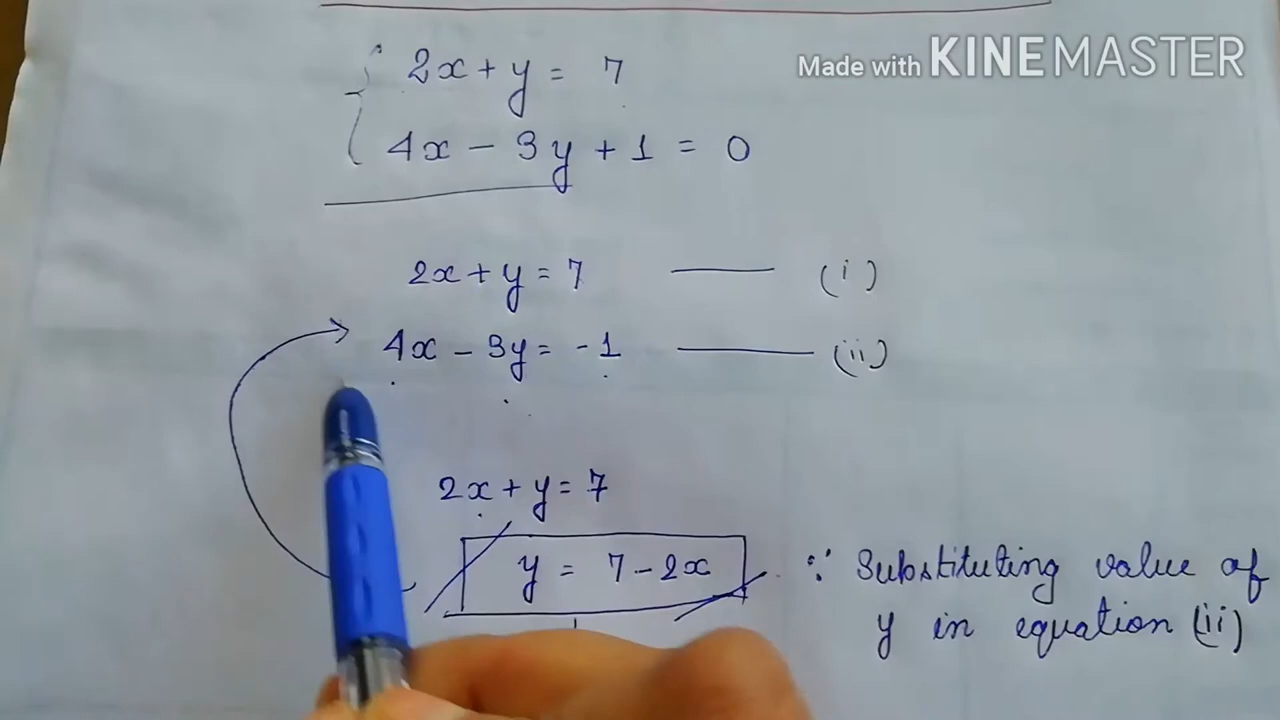 Made with KINEMASTER
2x + y = 7
4x - 3y + 1 = 0
2x + y = 7 —— (i)
4x - 3y = -1 —— (ii)
2x + y = 7
y = 7 - 2x
∵ Substituting value of
y in equation (ii)